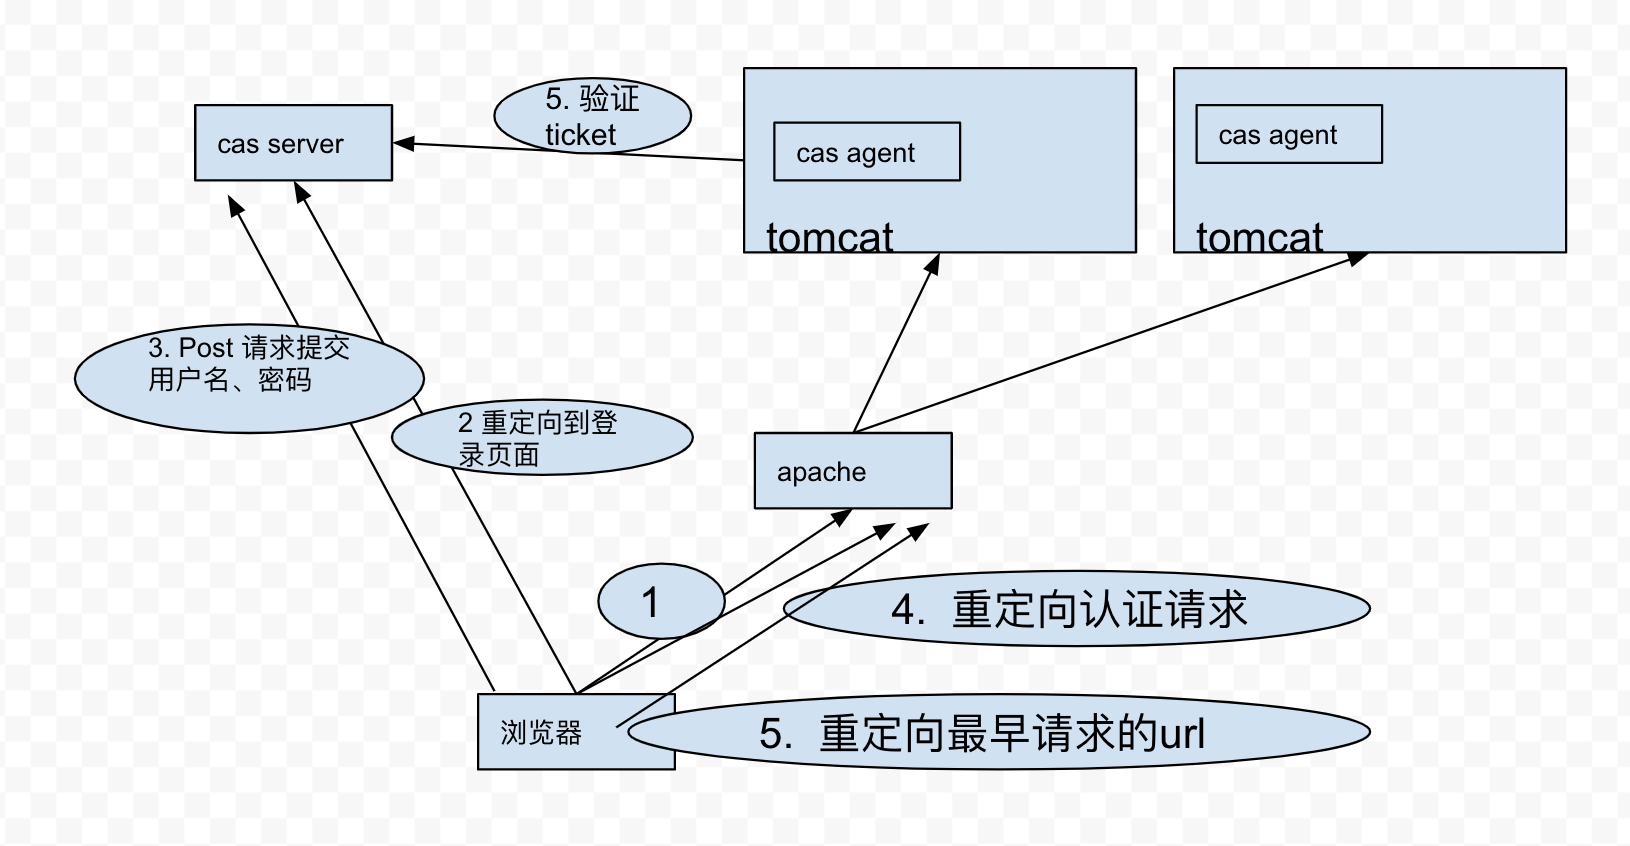 5. 验证
ticket
cas server
cas agent
cas agent
tomcat
tomcat
3. Post 请求提交
用户名、密码
2 重定向到登
录页面
apache
1
4. 重定向认证请求
浏览器
5. 重定向最早请求的url